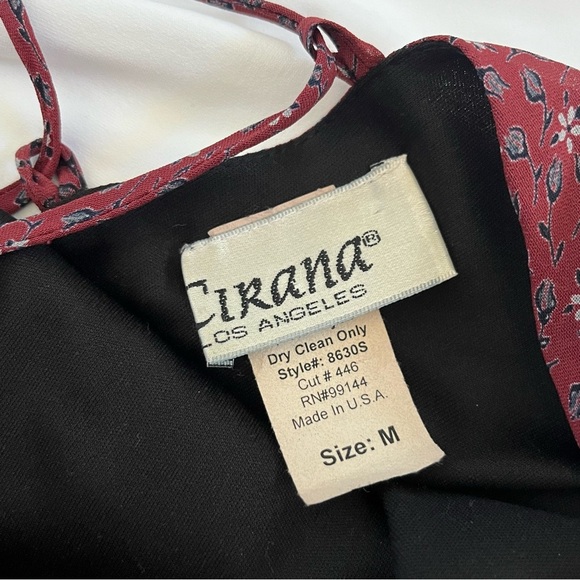 Cirana®
LOS ANGELES
Dry Clean Only
Style#: 8630S
Cut # 446
RN#99144
Made In U.S.A.
Size: M